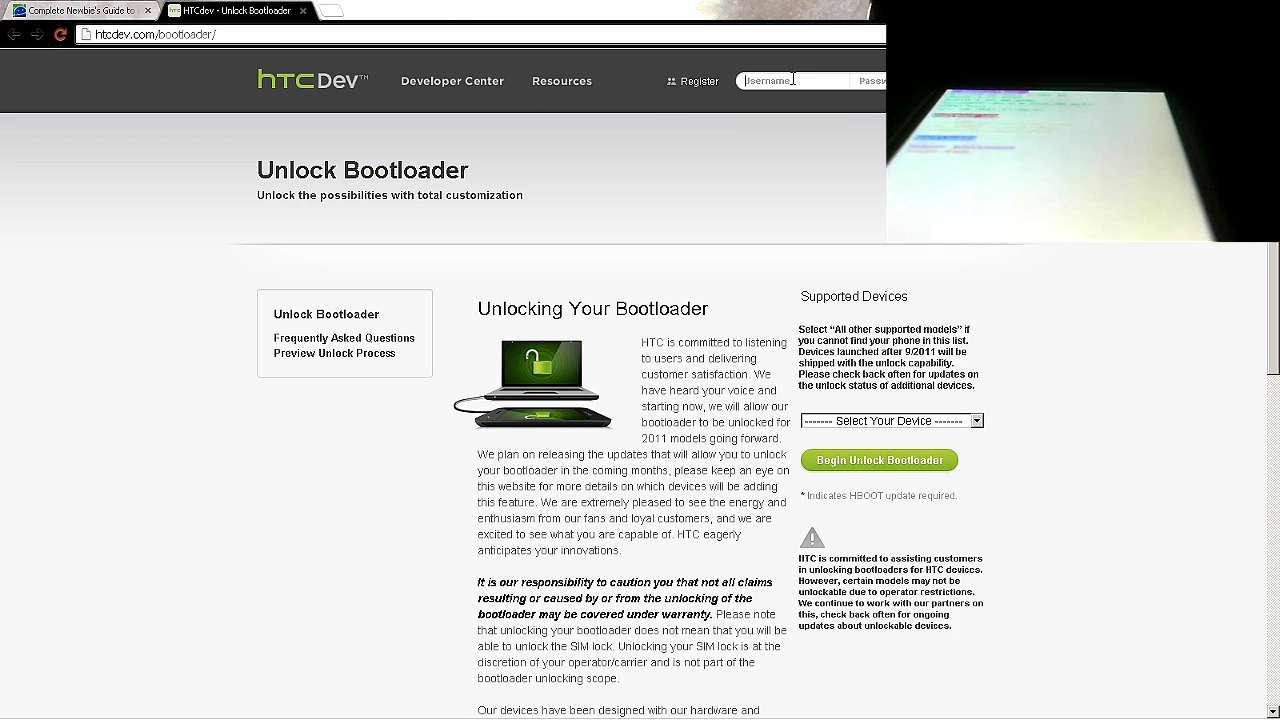 Complete Newbie's Guide to
HTCdev - Unlock Bootloader
htcdev.com/bootloader/
htc Dev™
Developer Center
Resources
Register
Username
Passw
Unlock Bootloader
Unlock the possibilities with total customization
Unlock Bootloader
Frequently Asked Questions
Preview Unlock Process
Unlocking Your Bootloader
HTC is committed to listening
to users and delivering
customer satisfaction. We
have heard your voice and
starting now, we will allow our
bootloader to be unlocked for
2011 models going forward.
We plan on releasing the updates that will allow you to unlock
your bootloader in the coming months, please keep an eye on
this website for more details on which devices will be adding
this feature. We are extremely pleased to see the energy and
enthusiasm from our fans and loyal customers, and we are
excited to see what you are capable of. HTC eagerly
anticipates your innovations.
It is our responsibility to caution you that not all claims
resulting or caused by or from the unlocking of the
bootloader may be covered under warranty. Please note
that unlocking your bootloader does not mean that you will be
able to unlock the SIM lock. Unlocking your SIM lock is at the
discretion of your operator/carrier and is not part of the
bootloader unlocking scope.
Our devices have been designed with our hardware and
Supported Devices
Select “All other supported models” if
you cannot find your phone in this list.
Devices launched after 9/2011 will be
shipped with the unlock capability.
Please check back often for updates on
the unlock status of additional devices.
------- Select Your Device -------
Begin Unlock Bootloader
* Indicates HBOOT update required.
HTC is committed to assisting customers
in unlocking bootloaders for HTC devices.
However, certain models may not be
unlockable due to operator restrictions.
We continue to work with our partners on
this, check back often for ongoing
updates about unlockable devices.